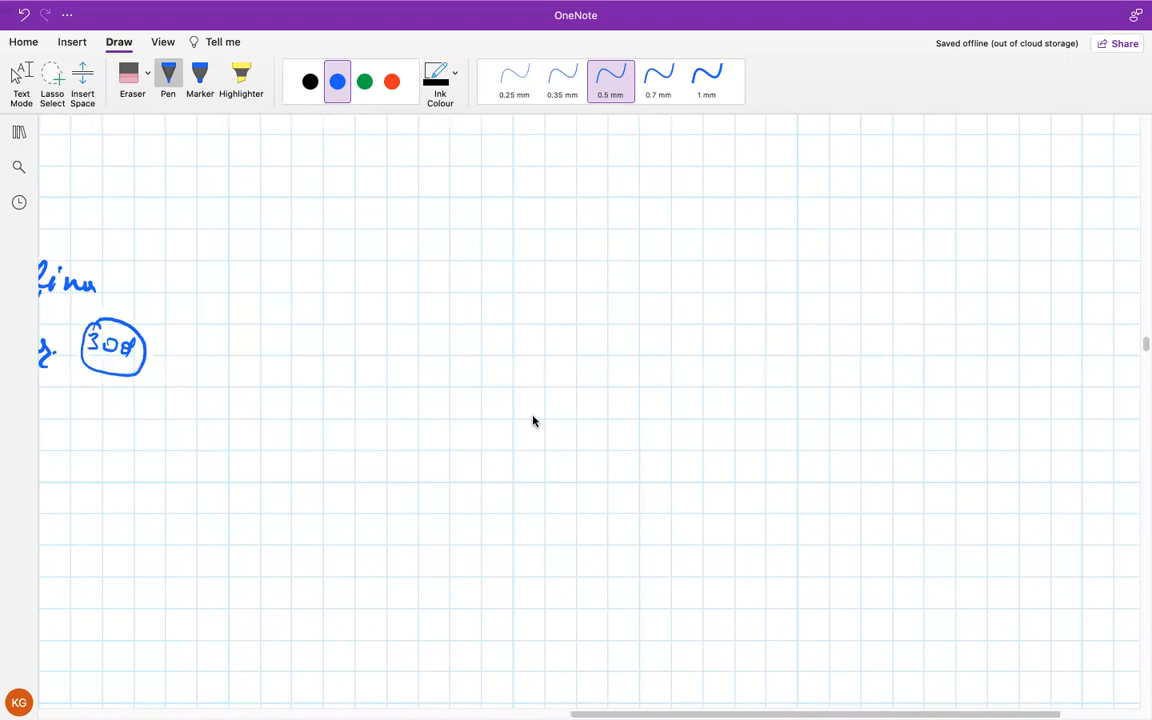 OneNote
Home Insert Draw View Tell me
Saved offline (out of cloud storage) Share
Text Mode
Lasso Select
Insert Space
Eraser
Pen
Marker
Highlighter
Ink Colour
0.25 mm
0.35 mm
0.5 mm
0.7 mm
1 mm
KG